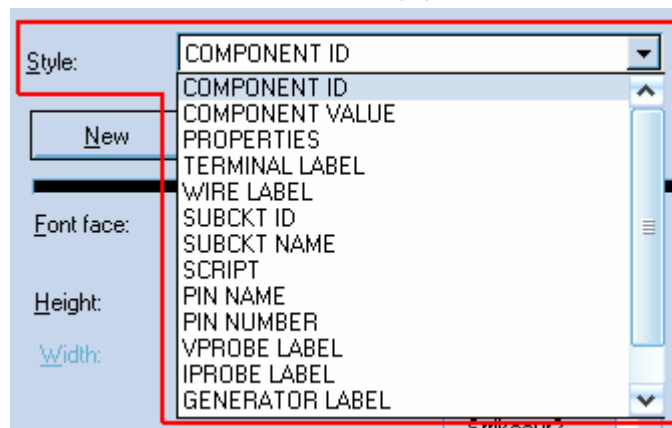 Style:
COMPONENT ID
COMPONENT ID
COMPONENT VALUE
New
PROPERTIES
TERMINAL LABEL
WIRE LABEL
Font face:
SUBCKT ID
SUBCKT NAME
SCRIPT
Height:
PIN NAME
PIN NUMBER
Width:
VPROBE LABEL
IPROBE LABEL
GENERATOR LABEL